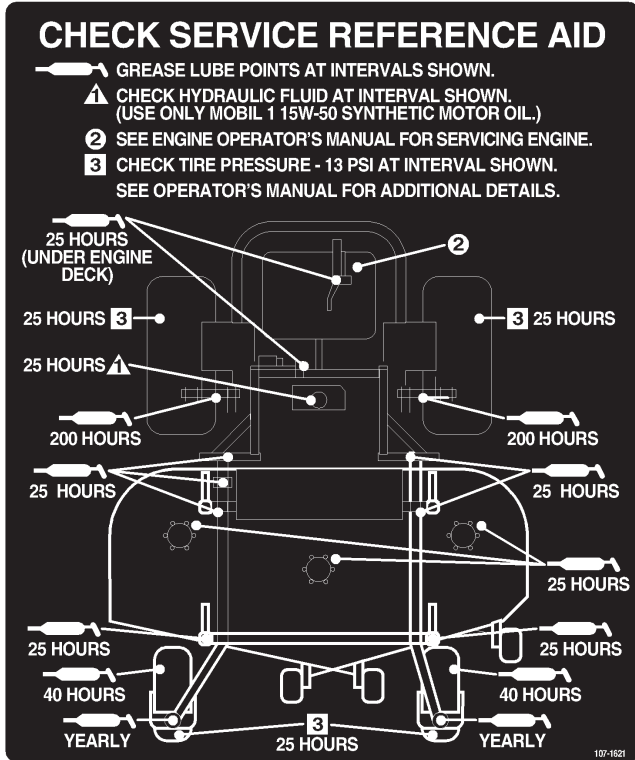 CHECK SERVICE REFERENCE AID
GREASE LUBE POINTS AT INTERVALS SHOWN.
1 CHECK HYDRAULIC FLUID AT INTERVAL SHOWN.
(USE ONLY MOBIL 1 15W-50 SYNTHETIC MOTOR OIL.)
2 SEE ENGINE OPERATOR'S MANUAL FOR SERVICING ENGINE.
3 CHECK TIRE PRESSURE - 13 PSI AT INTERVAL SHOWN.
SEE OPERATOR'S MANUAL FOR ADDITIONAL DETAILS.
25 HOURS
(UNDER ENGINE
DECK)
2
25 HOURS 3
3 25 HOURS
25 HOURS 1
200 HOURS
200 HOURS
25 HOURS
25 HOURS
25 HOURS
25 HOURS
25 HOURS
40 HOURS
40 HOURS
YEARLY
3
25 HOURS
YEARLY
107-1621